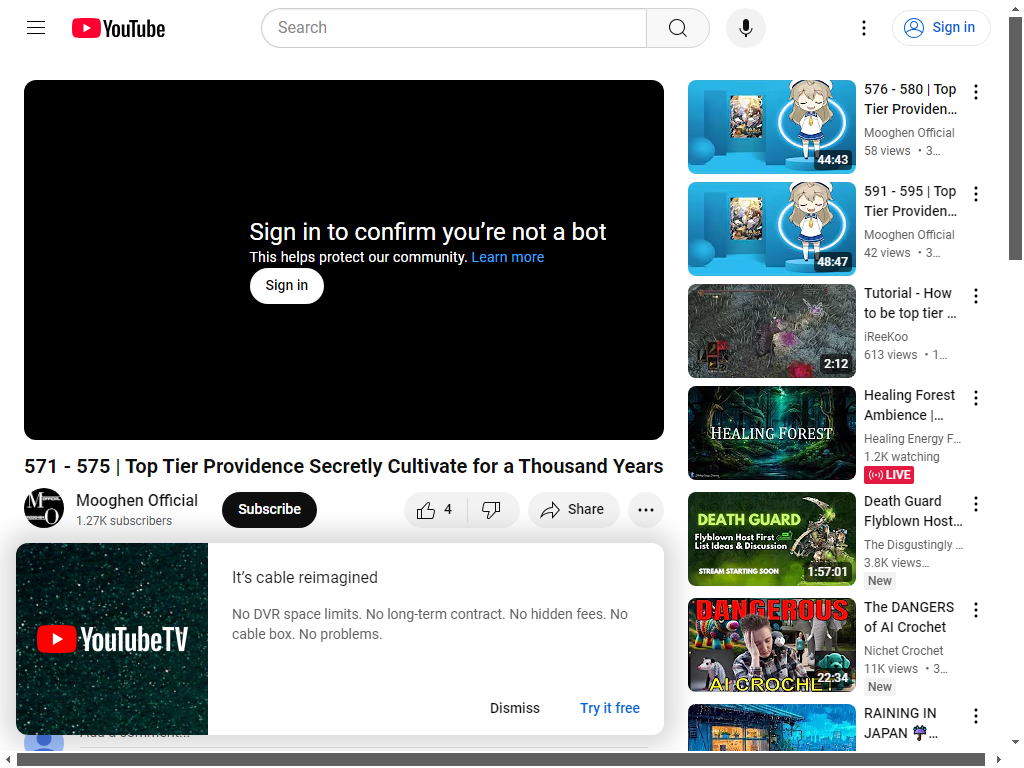 YouTube
Search
Sign in
Sign in to confirm you’re not a bot
This helps protect our community. Learn more
Sign in
571 - 575 | Top Tier Providence Secretly Cultivate for a Thousand Years
Mooghen Official
1.27K subscribers
Subscribe
4
Share
YouTubeTV
It’s cable reimagined
No DVR space limits. No long-term contract. No hidden fees. No
cable box. No problems.
Dismiss
Try it free
Add a comment...
44:43
576 - 580 | Top
Tier Providen...
Mooghen Official
58 views • 3...
48:47
591 - 595 | Top
Tier Providen...
Mooghen Official
42 views • 3...
2:12
Tutorial - How
to be top tier ...
iReeKoo
613 views • 1...
HEALING FOREST
Healing Forest
Ambience |...
Healing Energy F...
1.2K watching
LIVE
DEATH GUARD
Flyblown Host First
List Ideas & Discussion
STREAM STARTING SOON
1:57:01
Death Guard
Flyblown Host...
The Disgustingly ...
3.8K views...
New
DANGEROUS
AI CROCHET
22:34
The DANGERS
of AI Crochet
Nichet Crochet
11K views • 3...
New
RAINING IN
JAPAN ☔...